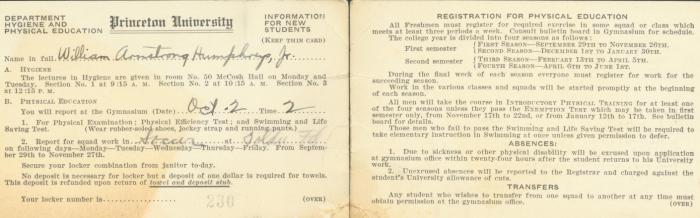 DEPARTMENT
HYGIENE AND
PHYSICAL EDUCATION
Princeton University
INFORMATION
FOR NEW
STUDENTS
(KEEP THIS CARD)
Name in full William Armstrong Humphreys, Jr.
A. HYGIENE
The lectures in Hygiene are given in room No. 50 McCosh Hall on Monday and
Tuesday. Section No. 1 at 9:15 A. M. Section No. 2 at 10:15 A. M. Section No. 3
at 12:15 P. M.
B. PHYSICAL EDUCATION
You will report at the Gymnasium (Date) Oct. 2 Time 2
1. For Physical Examination; Physical Efficiency Test; and Swimming and Life
Saving Test. (Wear rubber-soled shoes, jockey strap and running pants.)
2. Report for squad work in Soccer at
on following days—Monday—Tuesday—Wednesday—Thursday—Friday. From September
29th to November 27th.
Secure your locker combination from janitor to-day.
No deposit is necessary for locker but a deposit of one dollar is required for towels.
This deposit is refunded upon return of towel and deposit stub.
Your locker number is 230 (OVER)
REGISTRATION FOR PHYSICAL EDUCATION
All Freshmen must register for required exercise in some squad or class which
meets at least three periods a week. Consult bulletin board in Gymnasium for schedule.
The college year is divided into four seasons as follows:
First semester { FIRST SEASON—SEPTEMBER 29TH TO NOVEMBER 26TH.
{ SECOND SEASON—DECEMBER 1ST TO JANUARY 30TH.
Second semester { THIRD SEASON—FEBRUARY 12TH TO APRIL 5TH.
{ FOURTH SEASON—APRIL 6TH TO JUNE 1ST.
During the final week of each season everyone must register for work for the
succeeding season.
Work in the various classes and squads will be started promptly at the beginning
of each season.
All men will take the course in INTRODUCTORY PHYSICAL TRAINING for at least one
of the four seasons unless they pass the EXEMPTION TEST which may be taken in first
semester only, from November 17th to 22nd, or from January 12th to 17th. See bulletin
board for details.
Those men who fail to pass the Swimming and Life Saving Test will be required to
take elementary instruction in Swimming at once unless given permission to defer.
ABSENCES:
1. Due to sickness or other physical disability will be excused upon application
at gymnasium office within twenty-four hours after the student returns to his University
work.
2. Unexcused absences will be reported to the Registrar and charged against the
student's University allowance of cuts.
TRANSFERS
Any student who wishes to transfer from one squad to another at any time must
obtain permission at the gymnasium office. (OVER)